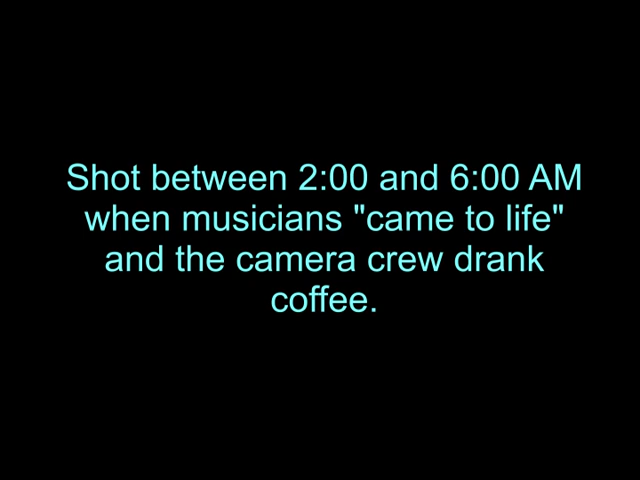 Shot between 2:00 and 6:00 AM
when musicians "came to life"
and the camera crew drank
coffee.